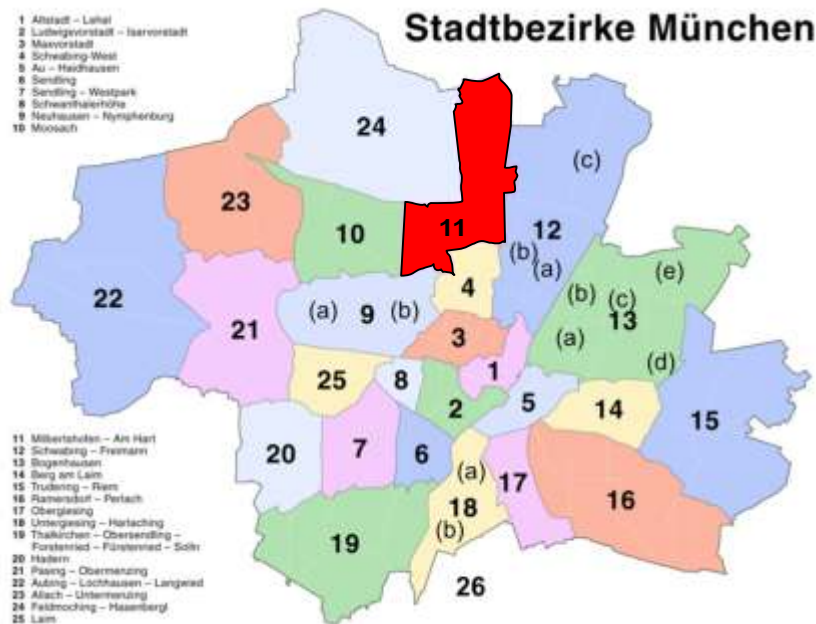 Stadtbezirke München
1 Altstadt – Lehel
2 Ludwigsvorstadt – Isarvorstadt
3 Maxvorstadt
4 Schwabing-West
5 Au – Haidhausen
6 Sendling
7 Sendling – Westpark
8 Schwanthalerhöhe
9 Neuhausen – Nymphenburg
10 Moosach
24
(c)
23
11
12
10
(b)
(a)
(e)
22
4
(b)
(c)
21
(a)
9
(b)
13
3
(a)
(d)
25
8
1
2
5
14
15
20
7
6
(a)
17
16
18
(b)
19
26
11 Milbertshofen – Am Hart
12 Schwabing – Freimann
13 Bogenhausen
14 Berg am Laim
15 Trudering – Riem
16 Ramersdorf – Perlach
17 Obergiesing
18 Untergiesing – Harlaching
19 Thalkirchen – Obersendling –
Forstenried – Fürstenried – Solln
20 Hadern
21 Pasing – Obermenzing
22 Aubing – Lochhausen – Langwied
23 Allach – Untermenzing
24 Feldmoching – Hasenbergl
25 Laim